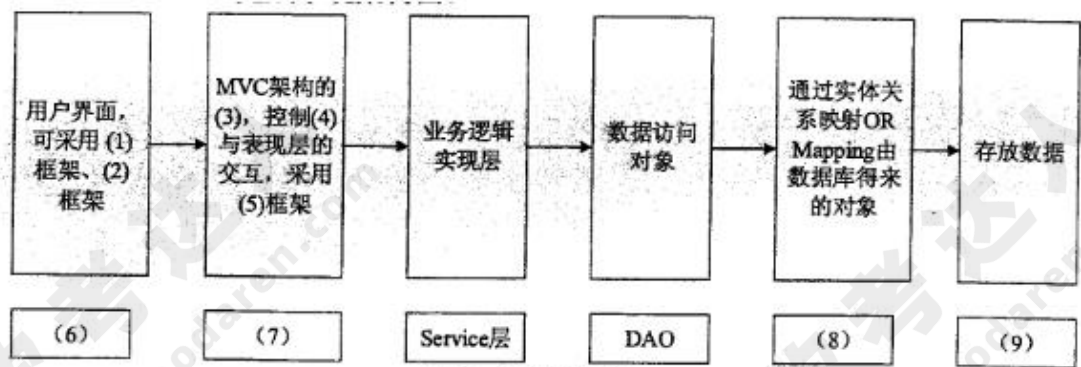 用户界面，
可采用 (1)
框架、(2)
框架
MVC架构的
(3)，控制(4)
与表现层的
交互，采用
(5)框架
业务逻辑
实现层
数据访问
对象
通过实体关
系映射OR
Mapping由
数据库得来
的对象
存放数据
(6)
(7)
Service层
DAO
(8)
(9)